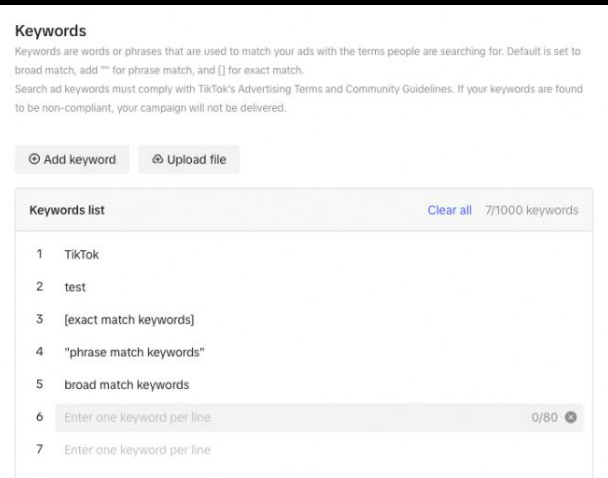 Keywords
Keywords are words or phrases that are used to match your ads with the terms people are searching for. Default is set to
broad match, add "" for phrase match, and [] for exact match.
Search ad keywords must comply with TikTok's Advertising Terms and Community Guidelines. If your keywords are found
to be non-compliant, your campaign will not be delivered.
Add keyword Upload file
Keywords list Clear all 7/1000 keywords
1 TikTok
2 test
3 [exact match keywords]
4 "phrase match keywords"
5 broad match keywords
6 Enter one keyword per line 0/80
7 Enter one keyword per line